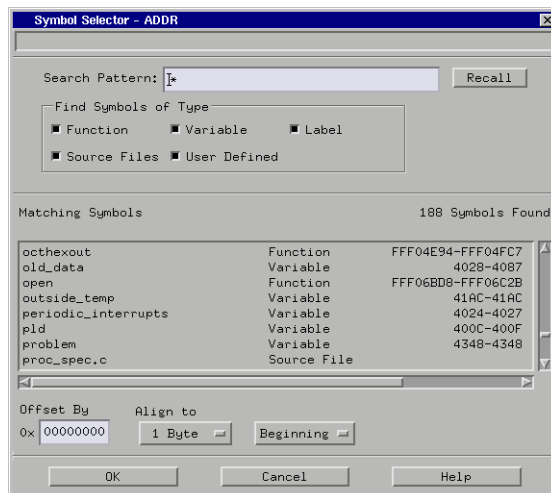 Symbol Selector - ADDR
Search Pattern: * Recall
Find Symbols of Type
Function Variable Label
Source Files User Defined
Matching Symbols 188 Symbols Found
octhexout Function FFF04E94-FFF04FC7
old_data Variable 4028-4087
open Function FFF06BD8-FFF06C2B
outside_temp Variable 41AC-41AC
periodic_interrupts Variable 4024-4027
pld Variable 400C-400F
problem Variable 4348-4348
proc_spec.c Source File
Offset By Align to
0x 00000000 1 Byte Beginning
OK Cancel Help